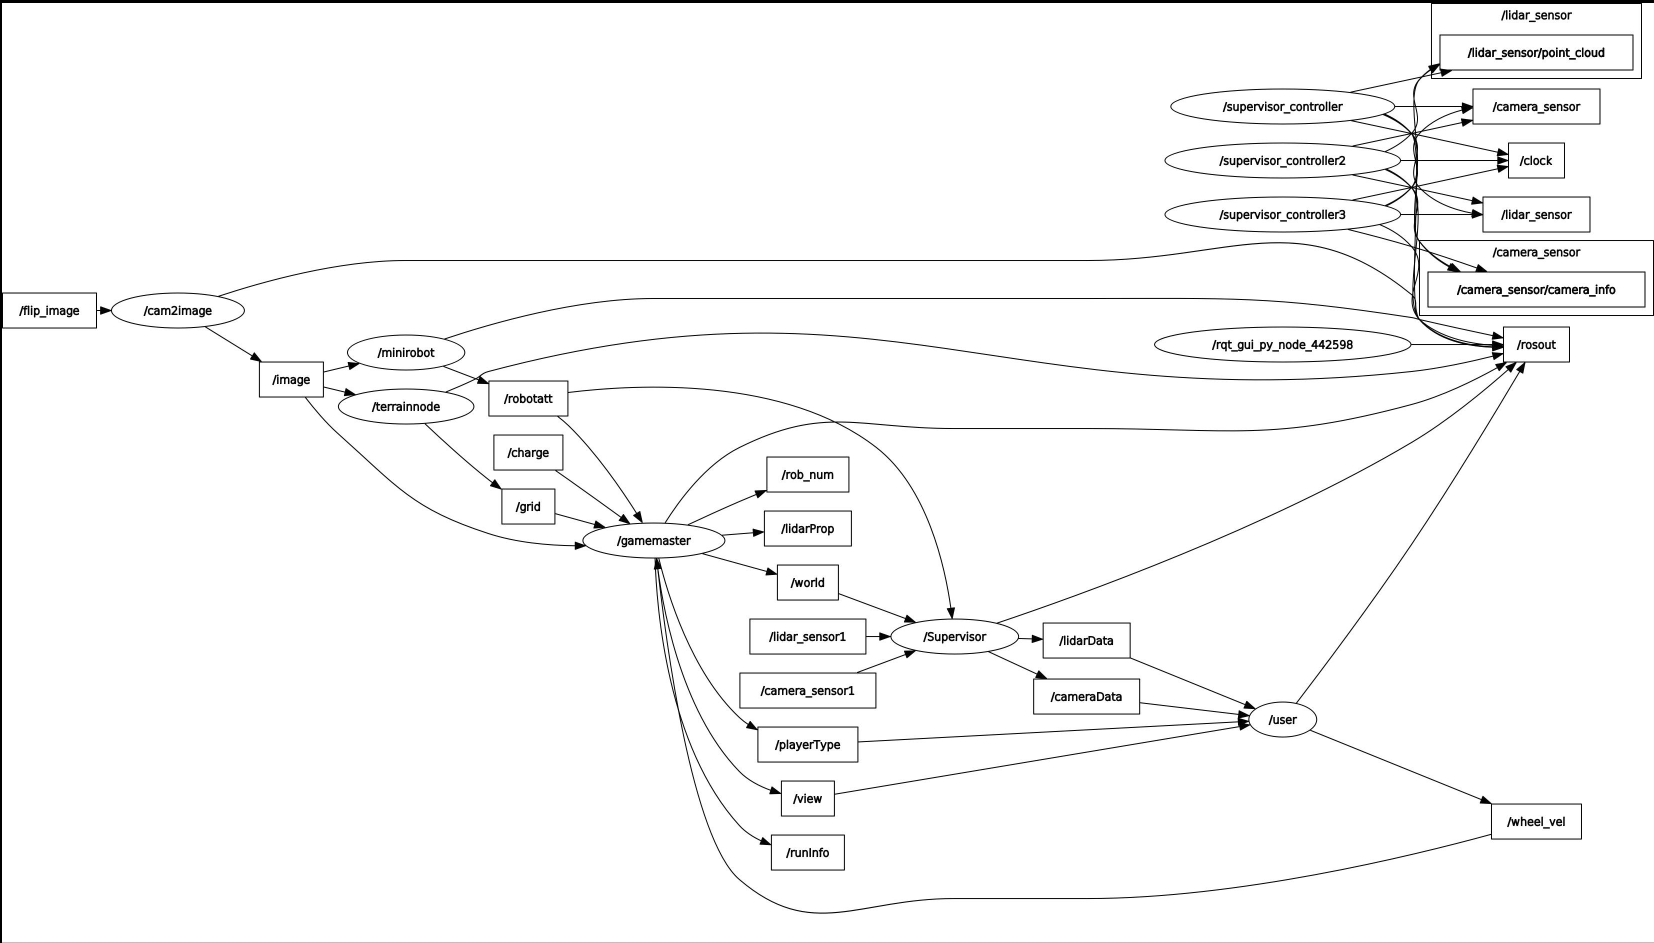 /lidar_sensor
/lidar_sensor/point_cloud
/supervisor_controller
/camera_sensor
/supervisor_controller2
/clock
/supervisor_controller3
/lidar_sensor
/camera_sensor
/camera_sensor/camera_info
/flip_image
/cam2image
/minirobot
/rqt_gui_py_node_442598
/rosout
/image
/terrainnode
/robotatt
/charge
/rob_num
/grid
/lidarProp
/gamemaster
/world
/lidar_sensor1
/Supervisor
/lidarData
/camera_sensor1
/cameraData
/user
/playerType
/view
/wheel_vel
/runInfo